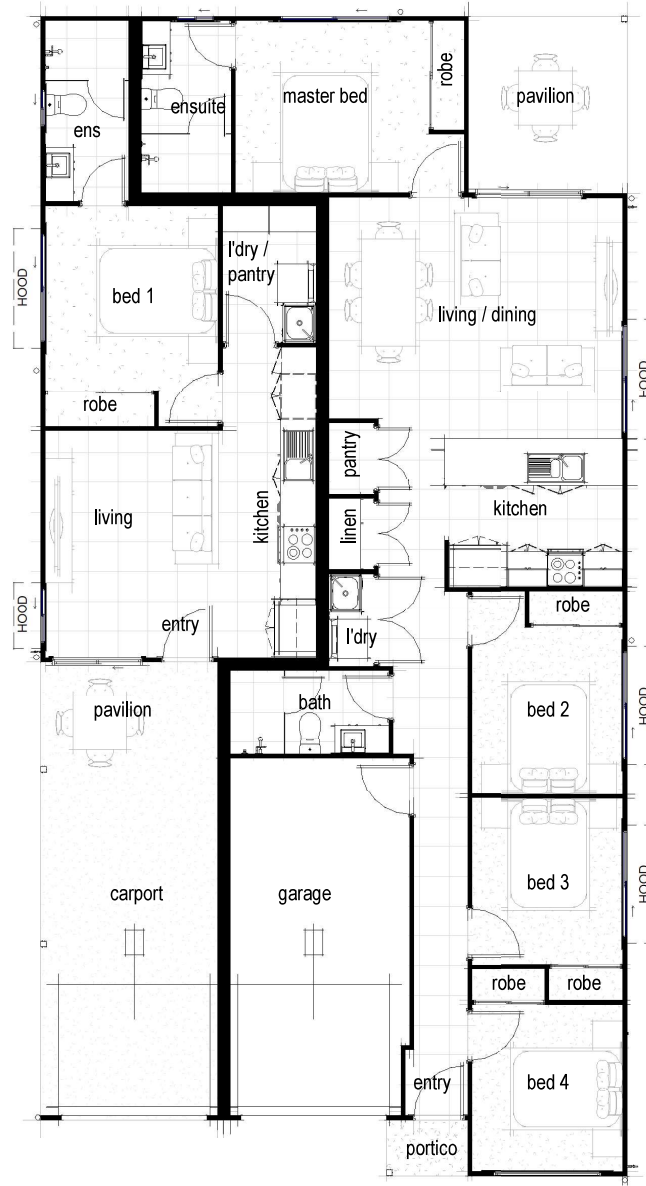 robe
master bed
pavilion
ensuite
ens
l'dry /
pantry
HOOD
bed 1
living / dining
HOOD
robe
pantry
living
kitchen
linen
kitchen
HOOD
entry
robe
l'dry
bath
pavilion
bed 2
HOOD
carport
garage
bed 3
HOOD
robe
robe
entry
bed 4
portico